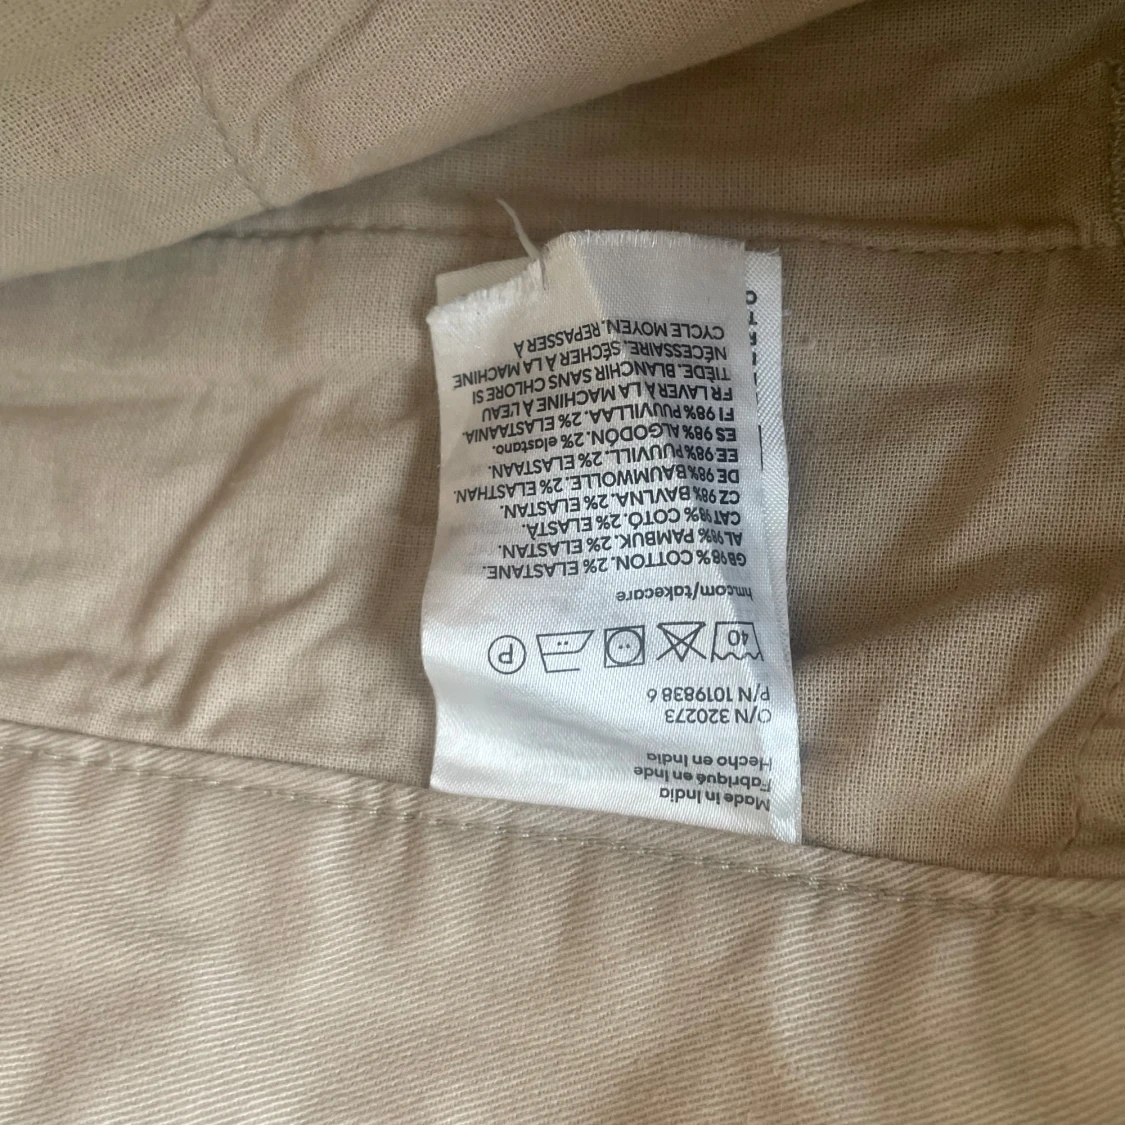 Made in India
Fabriqué en Inde
Hecho en India
O/N 320273
P/N 1019838 6
40
P
hm.com/takecare
GB 98% COTTON. 2% ELASTANE.
AL 98% PAMBUK. 2% ELASTAN.
CAT 98% COTÓ. 2% ELASTÀ.
CZ 98% BAVLNA. 2% ELASTAN.
DE 98% BAUMWOLLE. 2% ELASTHAN.
EE 98% PUUVILL. 2% ELASTAAN.
ES 98% ALGODÓN. 2% elastano.
FI 98% PUUVILLAA. 2% ELASTAANIA.
FR LAVER À LA MACHINE À L'EAU
TIÈDE. BLANCHIR SANS CHLORE SI
NÉCESSAIRE. SÉCHER À LA MACHINE
CYCLE MOYEN. REPASSER À